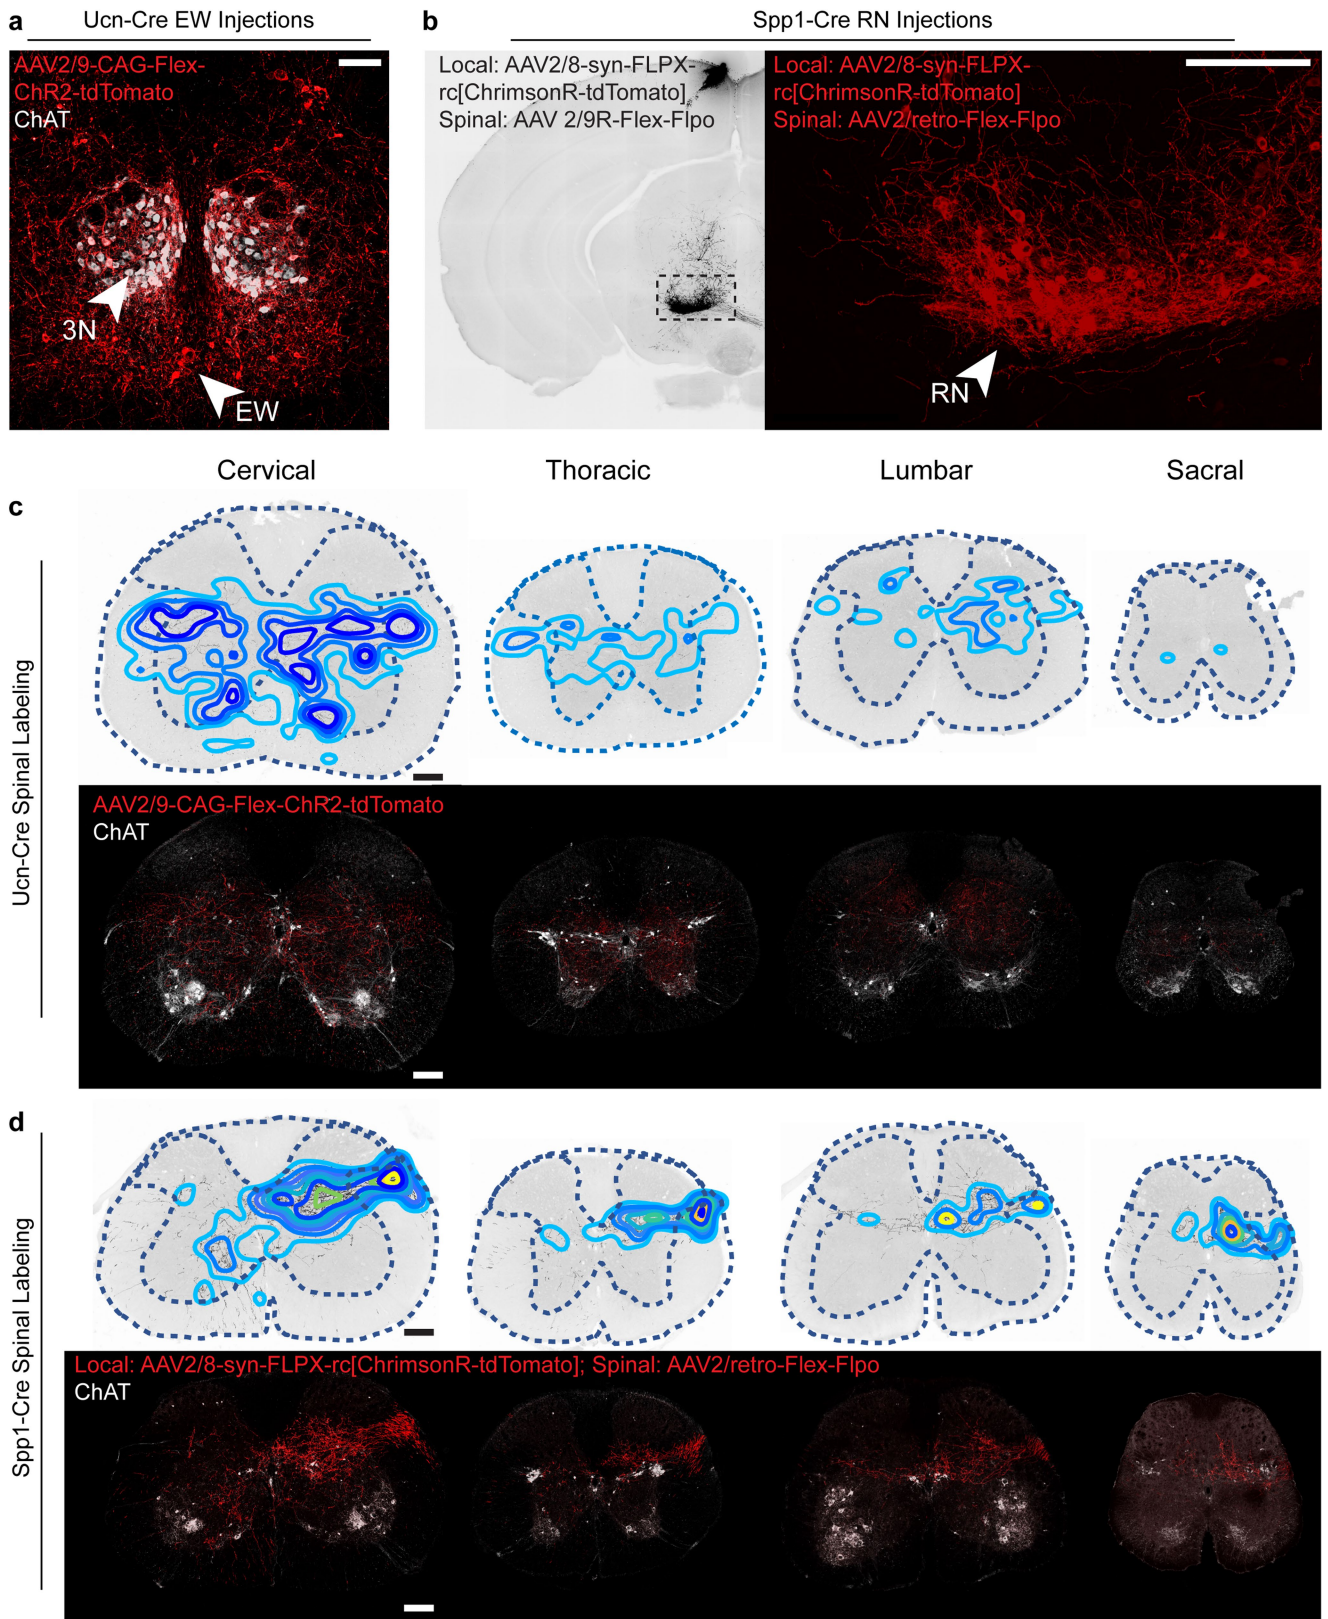 a
Ucn-Cre EW Injections
AAV2/9-CAG-Flex-
ChR2-tdTomato
ChAT
3N
EW
b
Spp1-Cre RN Injections
Local: AAV2/8-syn-FLPX-
rc[ChrimsonR-tdTomato]
Spinal: AAV 2/9R-Flex-Flpo
Local: AAV2/8-syn-FLPX-
rc[ChrimsonR-tdTomato]
Spinal: AAV2/retro-Flex-Flpo
RN
Cervical
Thoracic
Lumbar
Sacral
c
Ucn-Cre Spinal Labeling
AAV2/9-CAG-Flex-ChR2-tdTomato
ChAT
d
Spp1-Cre Spinal Labeling
Local: AAV2/8-syn-FLPX-rc[ChrimsonR-tdTomato]; Spinal: AAV2/retro-Flex-Flpo
ChAT